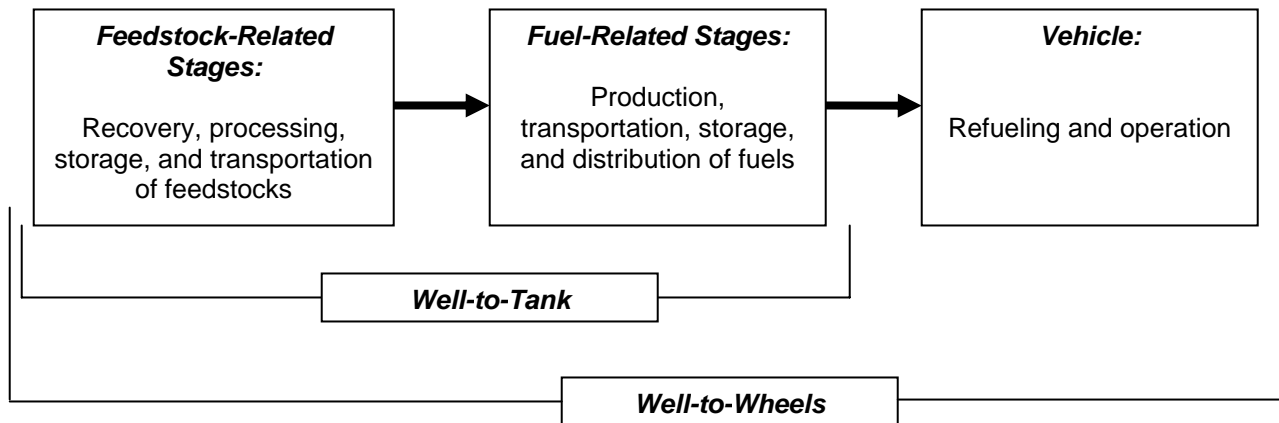 Feedstock-Related
Stages:
Recovery, processing,
storage, and transportation
of feedstocks
Fuel-Related Stages:
Production,
transportation, storage,
and distribution of fuels
Vehicle:
Refueling and operation
Well-to-Tank
Well-to-Wheels